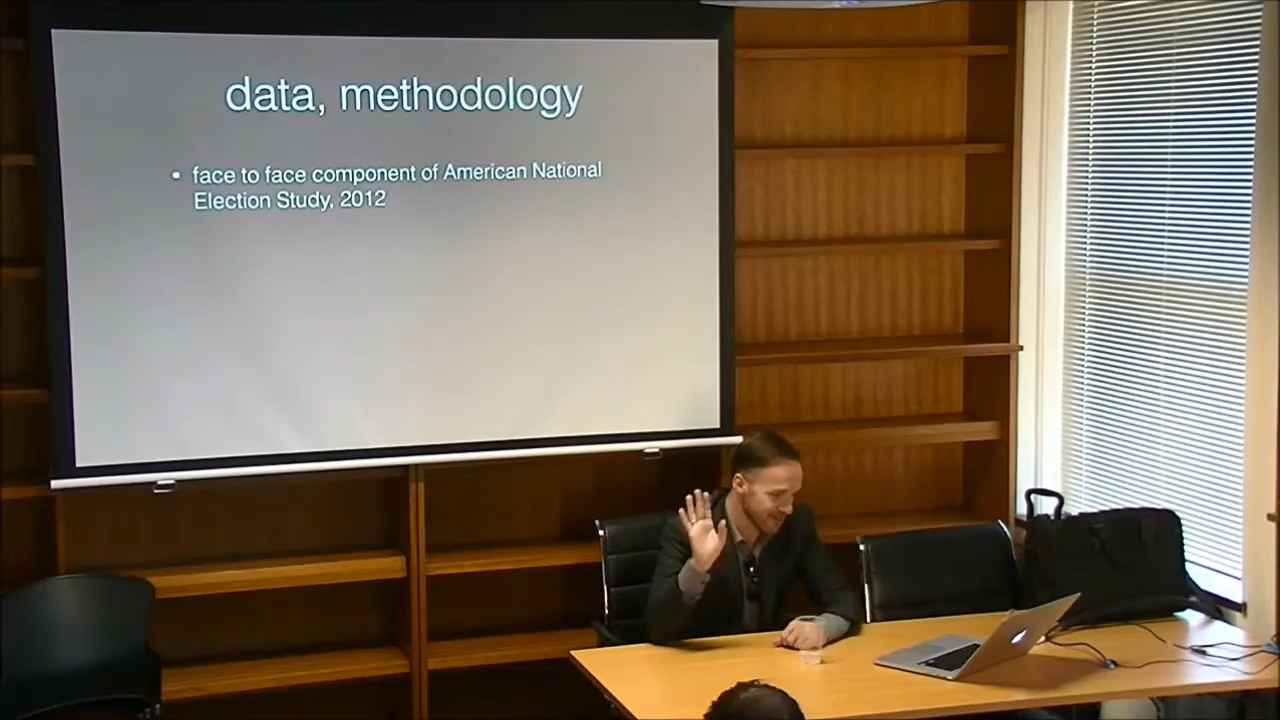 data, methodology
• face to face component of American National
Election Study, 2012